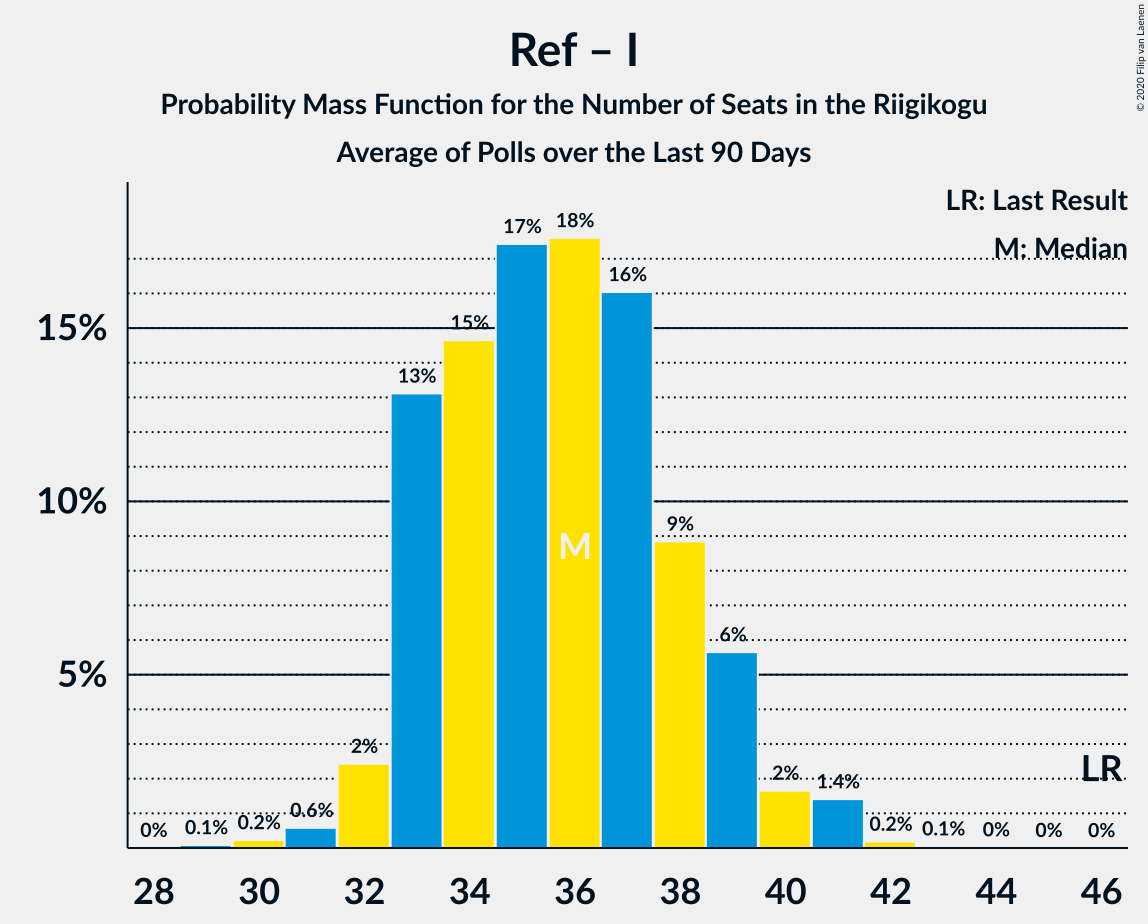 Ref – I
Probability Mass Function for the Number of Seats in the Riigikogu
Average of Polls over the Last 90 Days
© 2020 Filip van Laenen
LR: Last Result
M: Median
15%
10%
5%
0%
0.1%
0.2%
0.6%
2%
13%
15%
17%
18%
16%
9%
6%
2%
1.4%
0.2%
0.1%
0%
0%
0%
M
LR
28 30 32 34 36 38 40 42 44 46